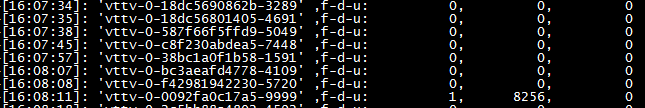 [16:07:34]: 'vttv-0-18dc5690862b-3289' ,f-d-u: 0, 0, 0
[16:07:35]: 'vttv-0-18dc56801405-4691' ,f-d-u: 0, 0, 0
[16:07:38]: 'vttv-0-587f66f5ffd9-5049' ,f-d-u: 0, 0, 0
[16:07:45]: 'vttv-0-c8f230abdea5-7448' ,f-d-u: 0, 0, 0
[16:07:57]: 'vttv-0-38bc1a0f1b58-1591' ,f-d-u: 0, 0, 0
[16:08:07]: 'vttv-0-bc3aeafd4778-4109' ,f-d-u: 0, 0, 0
[16:08:08]: 'vttv-0-f42981942230-5720' ,f-d-u: 0, 0, 0
[16:08:11]: 'vttv-0-0092fa0c17a5-9999' ,f-d-u: 1, 8256, 0